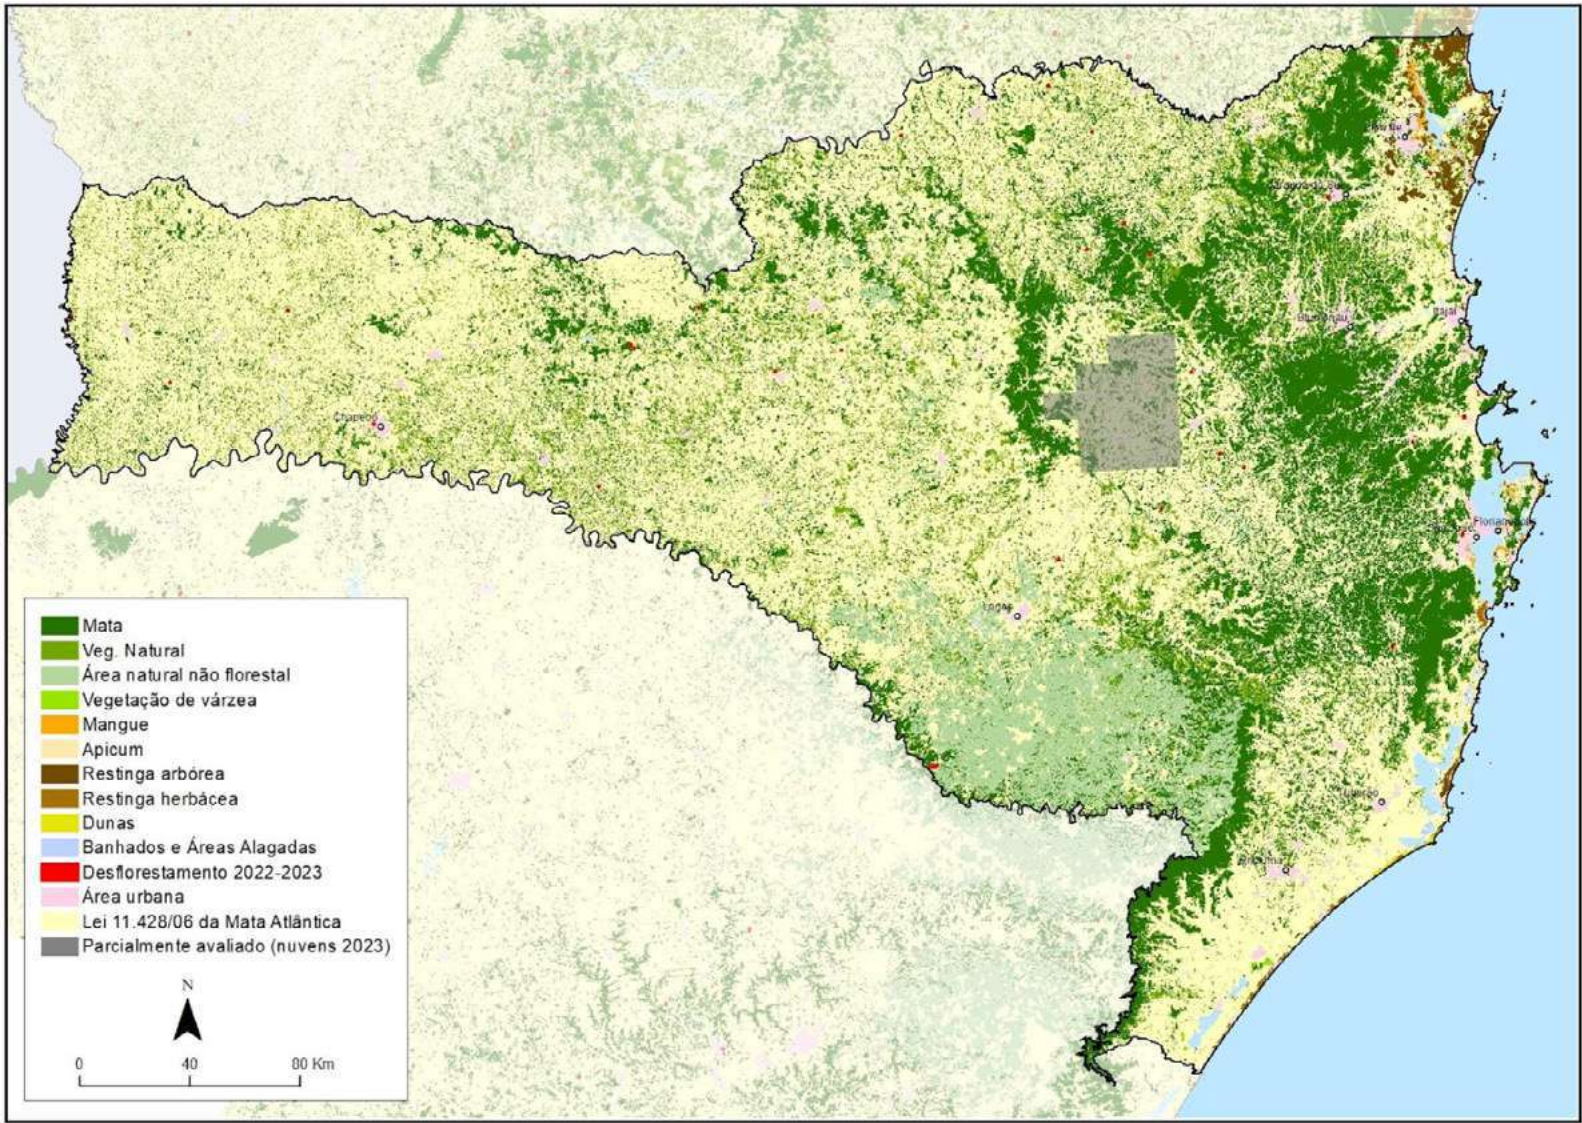 Blumenau
Itajaí
Chapecó
Florianópolis
Lages
Tubarão
Mata
Veg. Natural
Área natural não florestal
Vegetação de várzea
Mangue
Apicum
Restinga arbórea
Restinga herbácea
Dunas
Banhados e Áreas Alagadas
Desflorestamento 2022-2023
Área urbana
Lei 11.428/06 da Mata Atlântica
Parcialmente avaliado (nuvens 2023)
N
0 40 80 Km